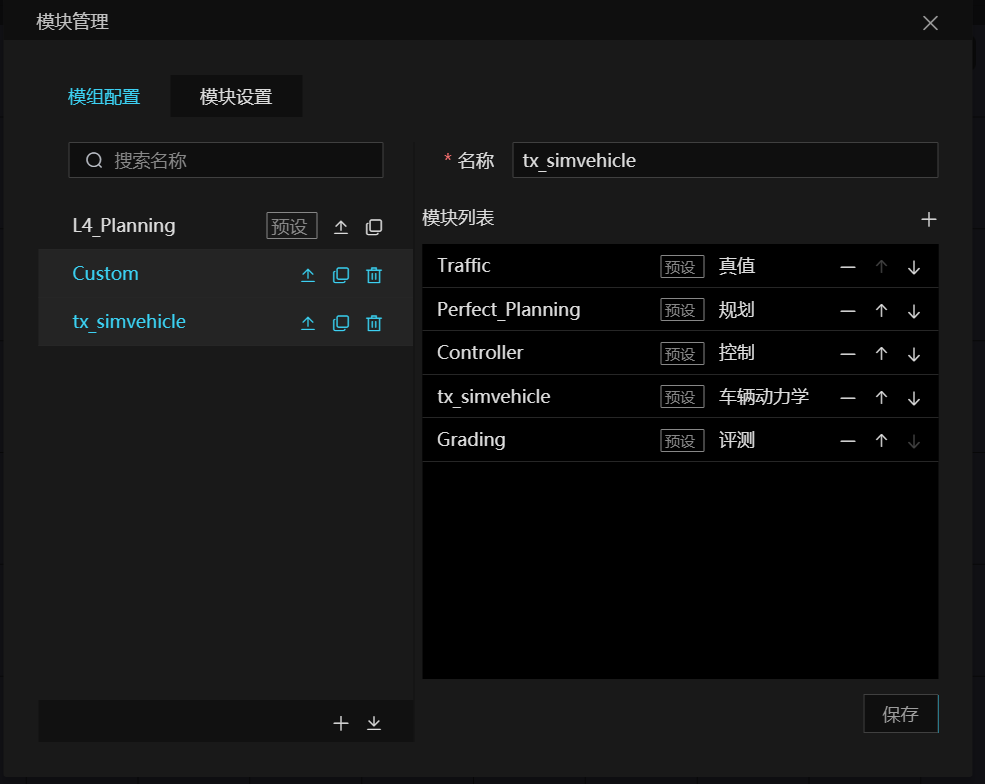 模块管理
模组配置 模块设置
搜索名称
* 名称 tx_simvehicle
L4_Planning 预设
Custom
tx_simvehicle
模块列表
Traffic 预设 真值
Perfect_Planning 预设 规划
Controller 预设 控制
tx_simvehicle 预设 车辆动力学
Grading 预设 评测
保存